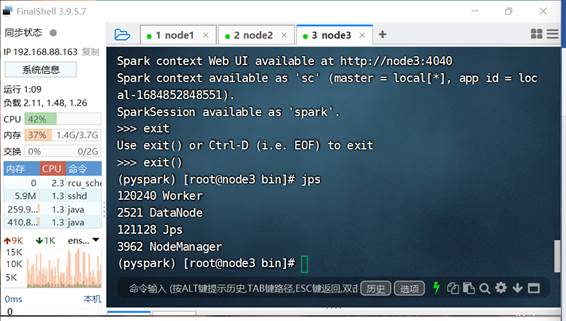 FinalShell 3.9.5.7
同步状态
IP 192.168.88.163 复制
系统信息
运行 1:09
负载 2.11, 1.48, 1.26
CPU 42%
内存 37% 1.4G/3.7G
交换 0% 0/2G
内存 CPU 命令
0 2.3 rcu_sche
5.9M 1.3 sshd
259.9... 1.3 java
410.8... 1.3 java
9K 1K ens...
15K
10K
5K
0ms 本机
0
1 node1
2 node2
3 node3
Spark context Web UI available at http://node3:4040
Spark context available as 'sc' (master = local[*], app id = loc
al-1684852848551).
SparkSession available as 'spark'.
>>> exit
Use exit() or Ctrl-D (i.e. EOF) to exit
>>> exit()
(pyspark) [root@node3 bin]# jps
120240 Worker
2521 DataNode
121128 Jps
3962 NodeManager
(pyspark) [root@node3 bin]#
命令输入 (按ALT键提示历史,TAB键路径,ESC键返回,双击 历史 选项